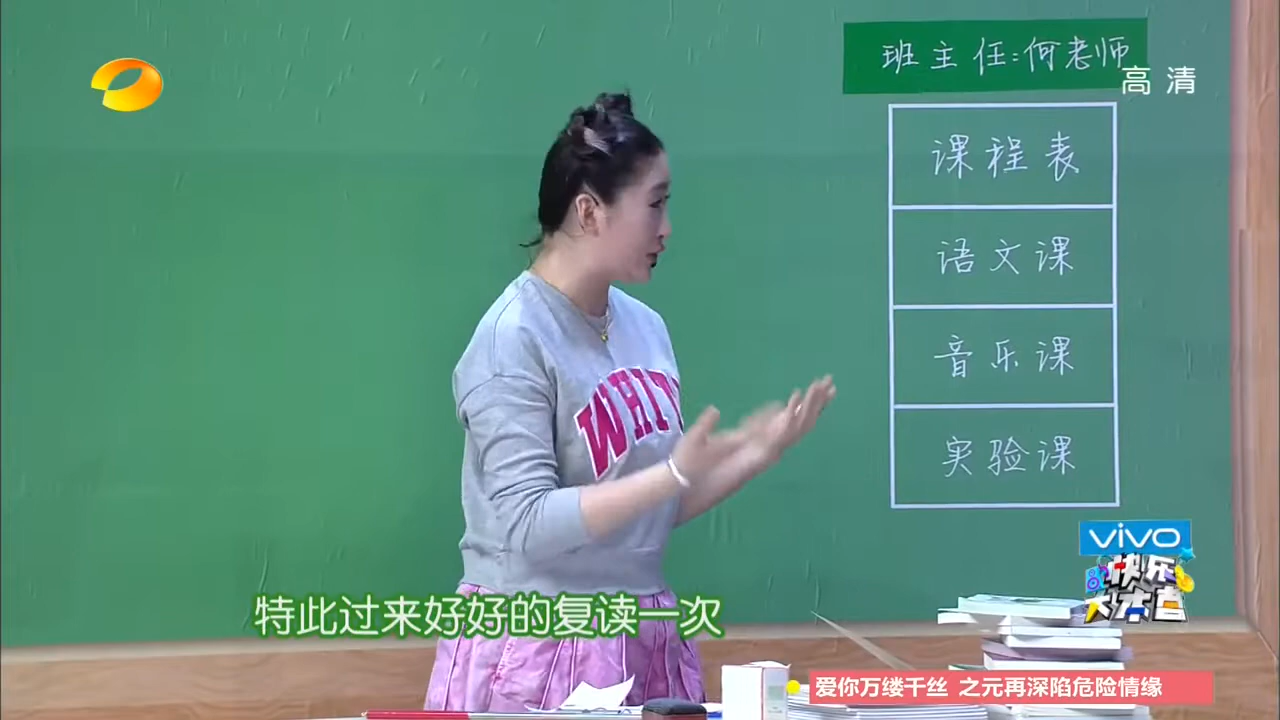 班主任:何老师
高清
课程表
语文课
音乐课
实验课
WHIT
vivo
快乐
大本营
特此过来好好的复读一次
爱你万缕千丝 之元再深陷危险情缘